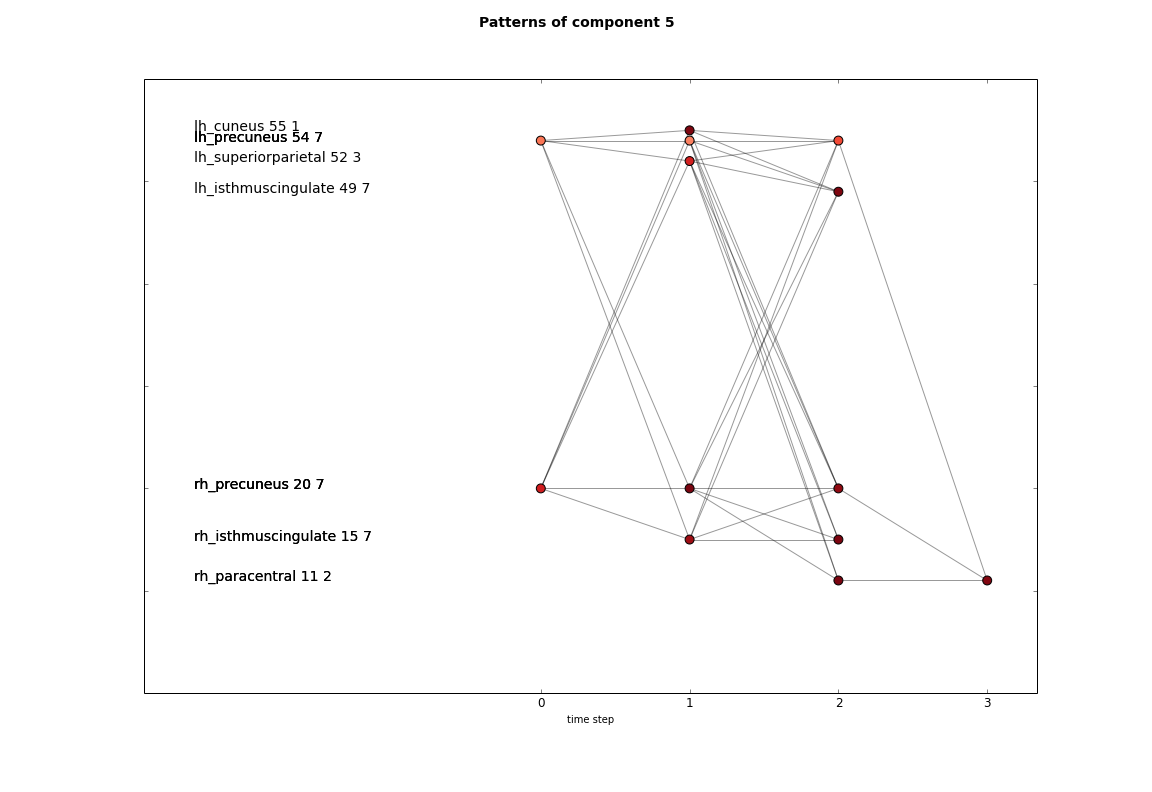 Patterns of component 5
lh_cuneus 55 1
lh_precuneus 54 7
lh_superiorparietal 52 3
lh_isthmuscingulate 49 7
rh_precuneus 20 7
rh_isthmuscingulate 15 7
rh_paracentral 11 2
0 1 2 3
time step